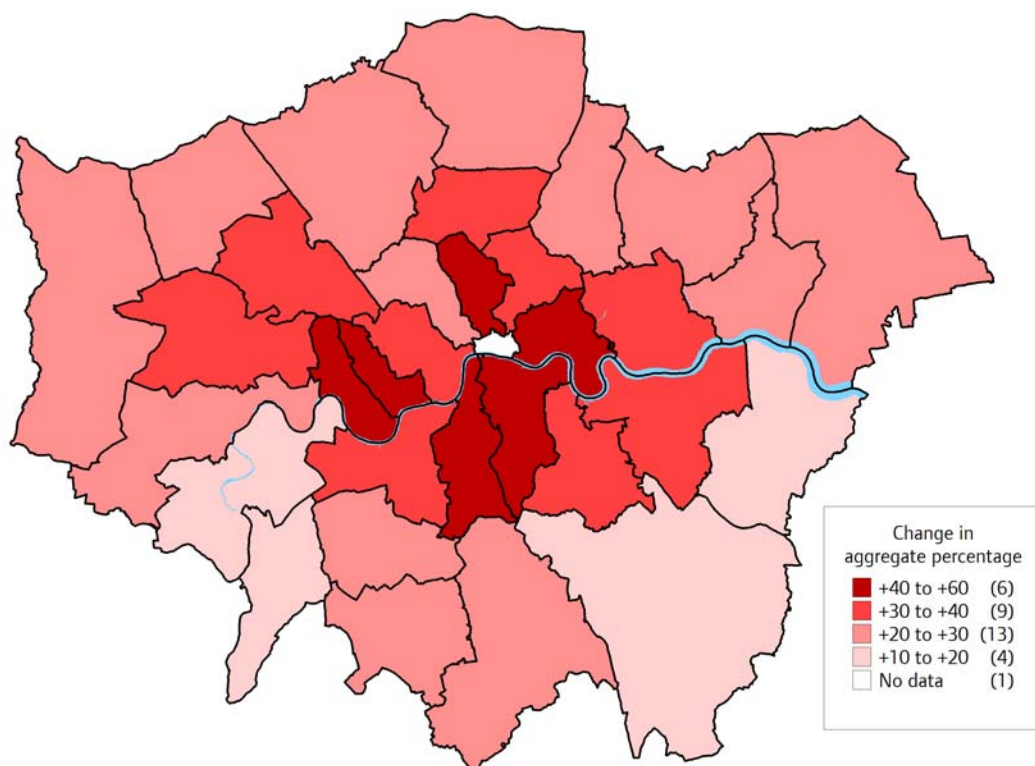 Change in
aggregate percentage
+40 to +60 (6)
+30 to +40 (9)
+20 to +30 (13)
+10 to +20 (4)
No data (1)